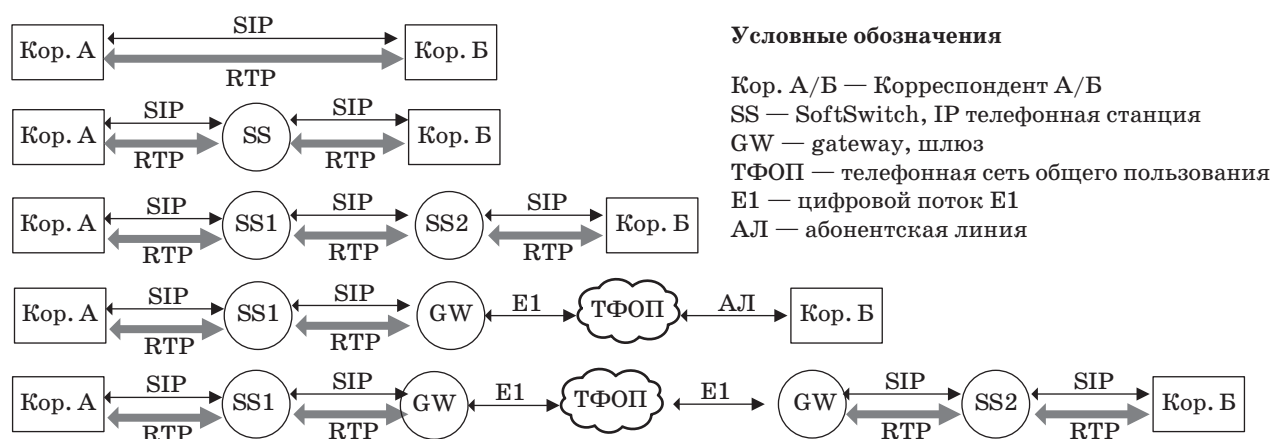 SIP
Кор. А
Кор. Б
RTP
Условные обозначения
Кор. А/Б — Корреспондент А/Б
SS — SoftSwitch, IP телефонная станция
GW — gateway, шлюз
ТФОП — телефонная сеть общего пользования
E1 — цифровой поток E1
АЛ — абонентская линия
SIP SIP
Кор. А SS Кор. Б
RTP RTP
SIP SIP SIP
Кор. А SS1 SS2 Кор. Б
RTP RTP RTP
SIP SIP E1 АЛ
Кор. А SS1 GW ТФОП Кор. Б
RTP RTP
SIP SIP E1 E1 SIP SIP
Кор. А SS1 GW ТФОП GW SS2 Кор. Б
RTP RTP RTP RTP